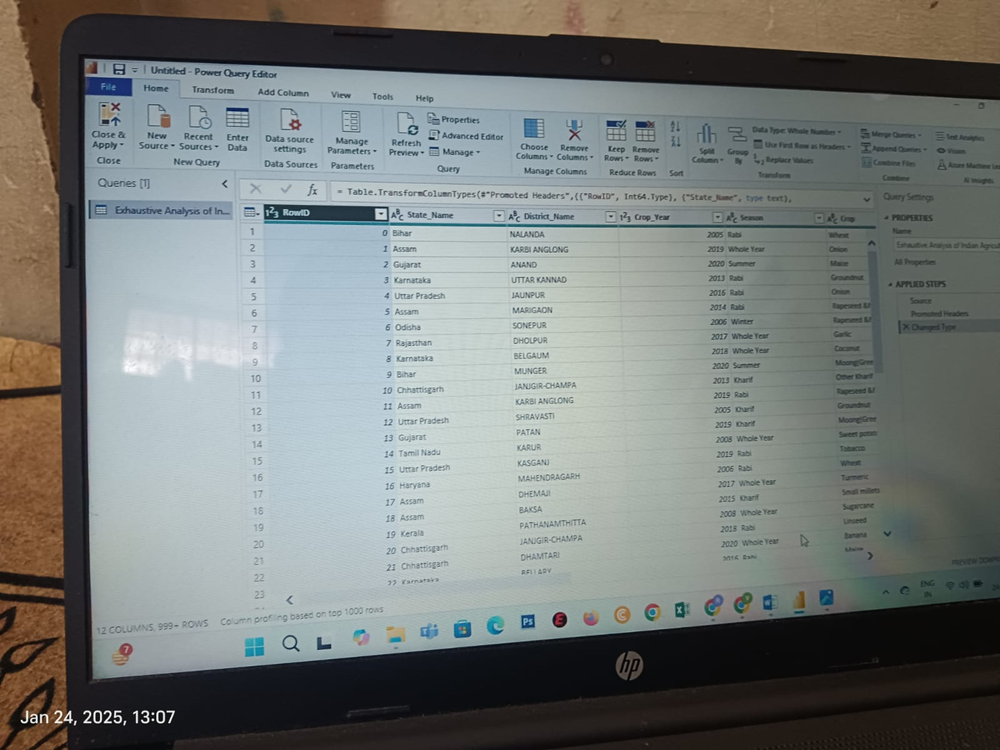 Untitled - Power Query Editor
File Home Transform Add Column View Tools Help
Close & Apply
New Source
Recent Sources
Enter Data
Data source settings
Manage Parameters
Refresh Preview
Properties
Advanced Editor
Manage
Choose Columns
Remove Columns
Keep Rows
Remove Rows
Split Column
Group By
Data Type: Whole Number
Use First Row as Headers
Replace Values
Merge Queries
Append Queries
Combine Files
Text Analytics
Vision
Azure Machine Le
Close
New Query
Data Sources
Parameters
Query
Manage Columns
Reduce Rows
Sort
Transform
Combine
AI Insights
Queries [1]
Exhaustive Analysis of In...
fx = Table.TransformColumnTypes(#"Promoted Headers",{{"RowID", Int64.Type}, {"State_Name", type text},
123 RowID ABC State_Name ABC District_Name 123 Crop_Year ABC Season ABC Crop
1 0 Bihar NALANDA 2005 Rabi Wheat
2 1 Assam KARBI ANGLONG 2019 Whole Year Onion
3 2 Gujarat ANAND 2020 Summer Maize
4 3 Karnataka UTTAR KANNAD 2013 Rabi Groundnut
5 4 Uttar Pradesh JAUNPUR 2016 Rabi Onion
6 5 Assam MARIGAON 2014 Rabi Rapeseed &
7 6 Odisha SONEPUR 2006 Winter Rapeseed &
8 7 Rajasthan DHOLPUR 2017 Whole Year Garlic
9 8 Karnataka BELGAUM 2018 Whole Year Coconut
10 9 Bihar MUNGER 2020 Summer Moong(Gree
11 10 Chhattisgarh JANJGIR-CHAMPA 2013 Kharif Other Kharif
12 11 Assam KARBI ANGLONG 2019 Rabi Rapeseed &
13 12 Uttar Pradesh SHRAVASTI 2005 Kharif Groundnut
14 13 Gujarat PATAN 2019 Kharif Moong(Gree
15 14 Tamil Nadu KARUR 2008 Whole Year Sweet potato
16 15 Uttar Pradesh KASGANJ 2019 Rabi Tobacco
17 16 Haryana MAHENDRAGARH 2006 Rabi Wheat
18 17 Assam DHEMAJI 2017 Whole Year Turmeric
19 18 Assam BAKSA 2015 Kharif Small millets
20 19 Kerala PATHANAMTHITTA 2008 Whole Year Sugarcane
21 20 Chhattisgarh JANJGIR-CHAMPA 2018 Rabi Linseed
22 21 Chhattisgarh DHAMTARI 2020 Whole Year Banana
23 22 Karnataka BELLARY 2016 Rabi Maize
Query Settings
PROPERTIES
Name
Exhaustive Analysis of Indian Agricul
All Properties
APPLIED STEPS
Source
Promoted Headers
Changed Type
12 COLUMNS, 999+ ROWS Column profiling based on top 1000 rows
PREVIEW DOWN
7
Ps
ENG
IN
hp
Jan 24, 2025, 13:07